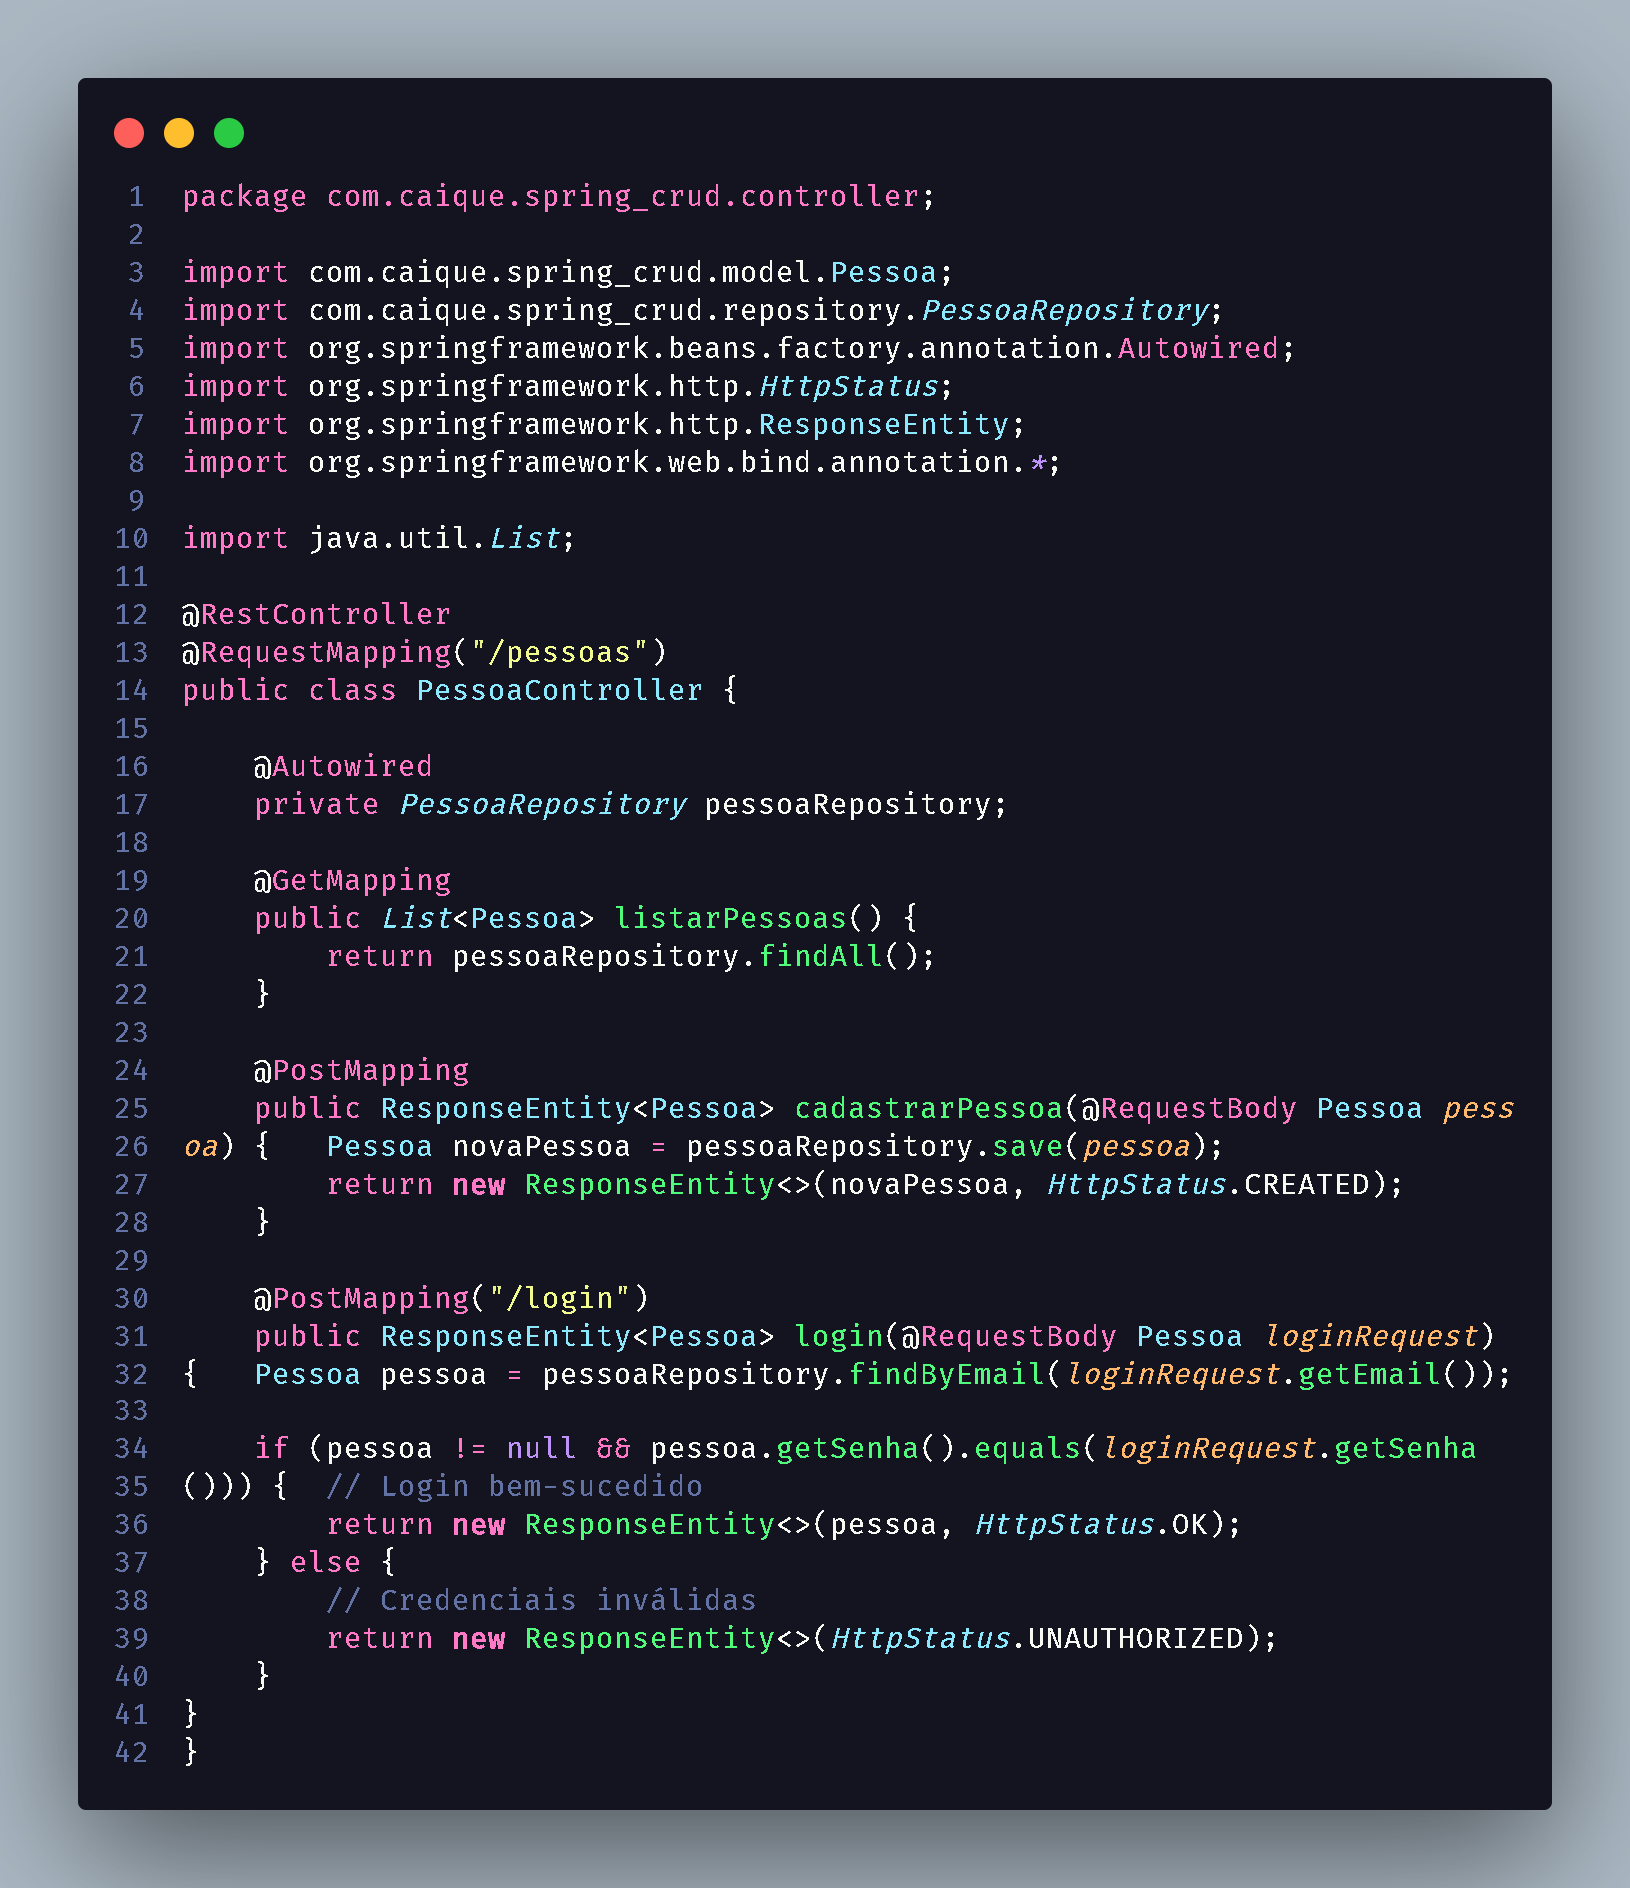 1 package com.caique.spring_crud.controller;
2
3 import com.caique.spring_crud.model.Pessoa;
4 import com.caique.spring_crud.repository.PessoaRepository;
5 import org.springframework.beans.factory.annotation.Autowired;
6 import org.springframework.http.HttpStatus;
7 import org.springframework.http.ResponseEntity;
8 import org.springframework.web.bind.annotation.*;
9
10 import java.util.List;
11
12 @RestController
13 @RequestMapping("/pessoas")
14 public class PessoaController {
15
16     @Autowired
17     private PessoaRepository pessoaRepository;
18
19     @GetMapping
20     public List<Pessoa> listarPessoas() {
21         return pessoaRepository.findAll();
22     }
23
24     @PostMapping
25     public ResponseEntity<Pessoa> cadastrarPessoa(@RequestBody Pessoa pess
26 oa) {   Pessoa novaPessoa = pessoaRepository.save(pessoa);
27         return new ResponseEntity<>(novaPessoa, HttpStatus.CREATED);
28     }
29
30     @PostMapping("/login")
31     public ResponseEntity<Pessoa> login(@RequestBody Pessoa loginRequest)
32 {   Pessoa pessoa = pessoaRepository.findByEmail(loginRequest.getEmail());
33
34     if (pessoa != null && pessoa.getSenha().equals(loginRequest.getSenha
35 ())) {  // Login bem-sucedido
36         return new ResponseEntity<>(pessoa, HttpStatus.OK);
37     } else {
38         // Credenciais inválidas
39         return new ResponseEntity<>(HttpStatus.UNAUTHORIZED);
40     }
41 }
42 }